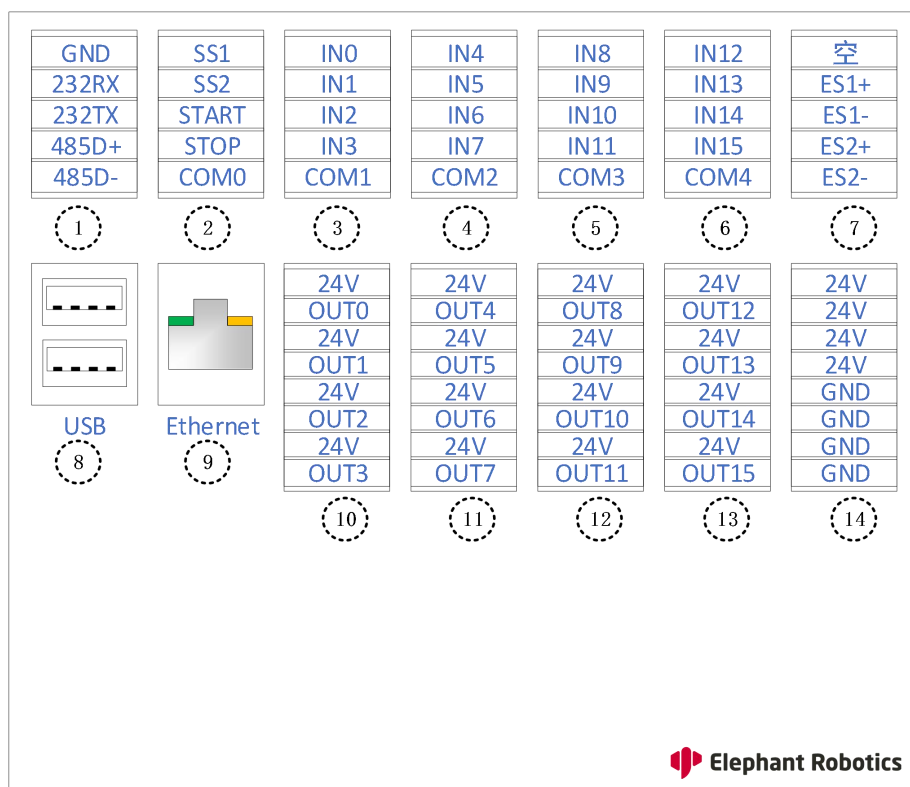 GND SS1 IN0 IN4 IN8 IN12 空
232RX SS2 IN1 IN5 IN9 IN13 ES1+
232TX START IN2 IN6 IN10 IN14 ES1-
485D+ STOP IN3 IN7 IN11 IN15 ES2+
485D- COM0 COM1 COM2 COM3 COM4 ES2-
1 2 3 4 5 6 7
24V 24V 24V 24V 24V
OUT0 OUT4 OUT8 OUT12 24V
24V 24V 24V 24V 24V
OUT1 OUT5 OUT9 OUT13 24V
24V 24V 24V 24V GND
USB Ethernet OUT2 OUT6 OUT10 OUT14 GND
24V 24V 24V 24V GND
8 9 OUT3 OUT7 OUT11 OUT15 GND
10 11 12 13 14
Elephant Robotics